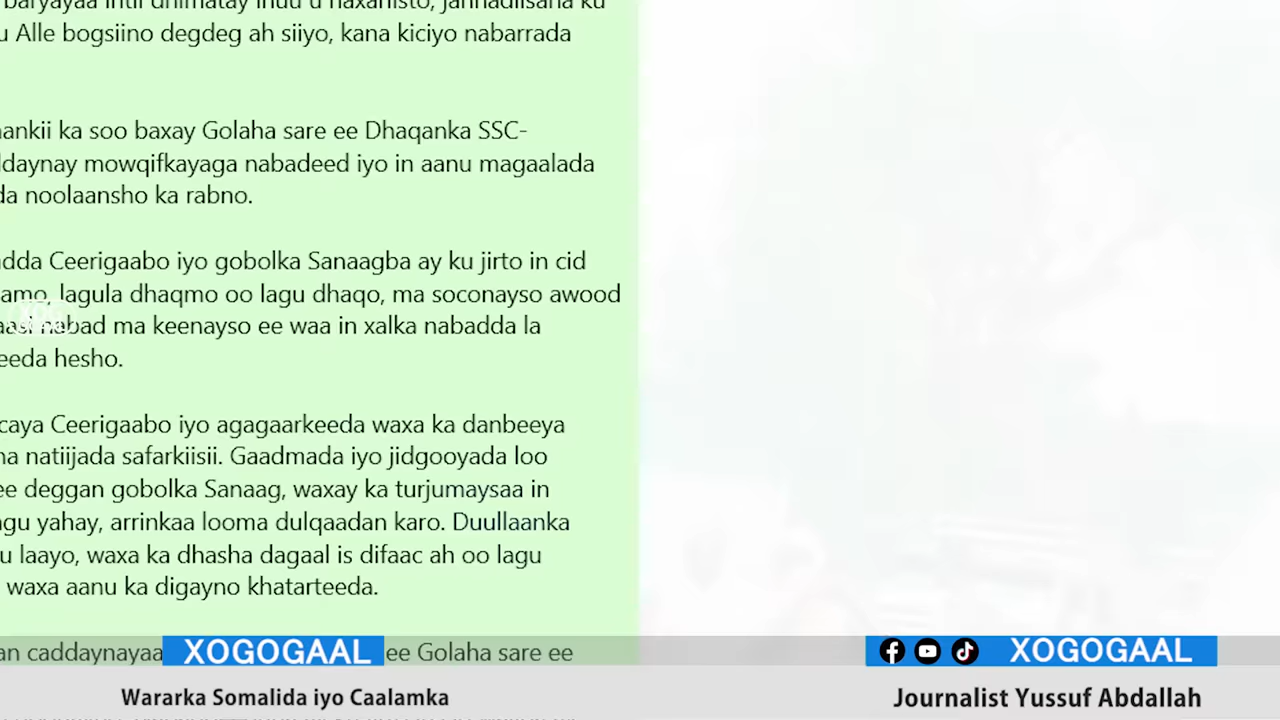 baryayaa intii dhimatay inuu u naxariisto, jahhadiisana ku
u Alle bogsiino degdeg ah siiyo, kana kiciyo nabarrada
ankii ka soo baxay Golaha sare ee Dhaqanka SSC-
ddaynay mowqifkayaga nabadeed iyo in aanu magaalada
da noolaansho ka rabno.
adda Ceerigaabo iyo gobolka Sanaagba ay ku jirto in cid
amo, lagula dhaqmo oo lagu dhaqo, ma soconayso awood
nabad ma keenayso ee waa in xalka nabadda la
eeda hesho.
caya Ceerigaabo iyo agagaarkeeda waxa ka danbeeya
na natiijada safarkiisii. Gaadmada iyo jidgooyada loo
ee deggan gobolka Sanaag, waxay ka turjumaysaa in
agu yahay, arrinkaa looma dulqaadan karo. Duullaanka
u laayo, waxa ka dhasha dagaal is difaac ah oo lagu
waxa aanu ka digayno khatarteeda.
an caddaynayaa
ee Golaha sare ee
XOGOGAAL
XOGOGAAL
Wararka Somalida iyo Caalamka
Journalist Yussuf Abdallah